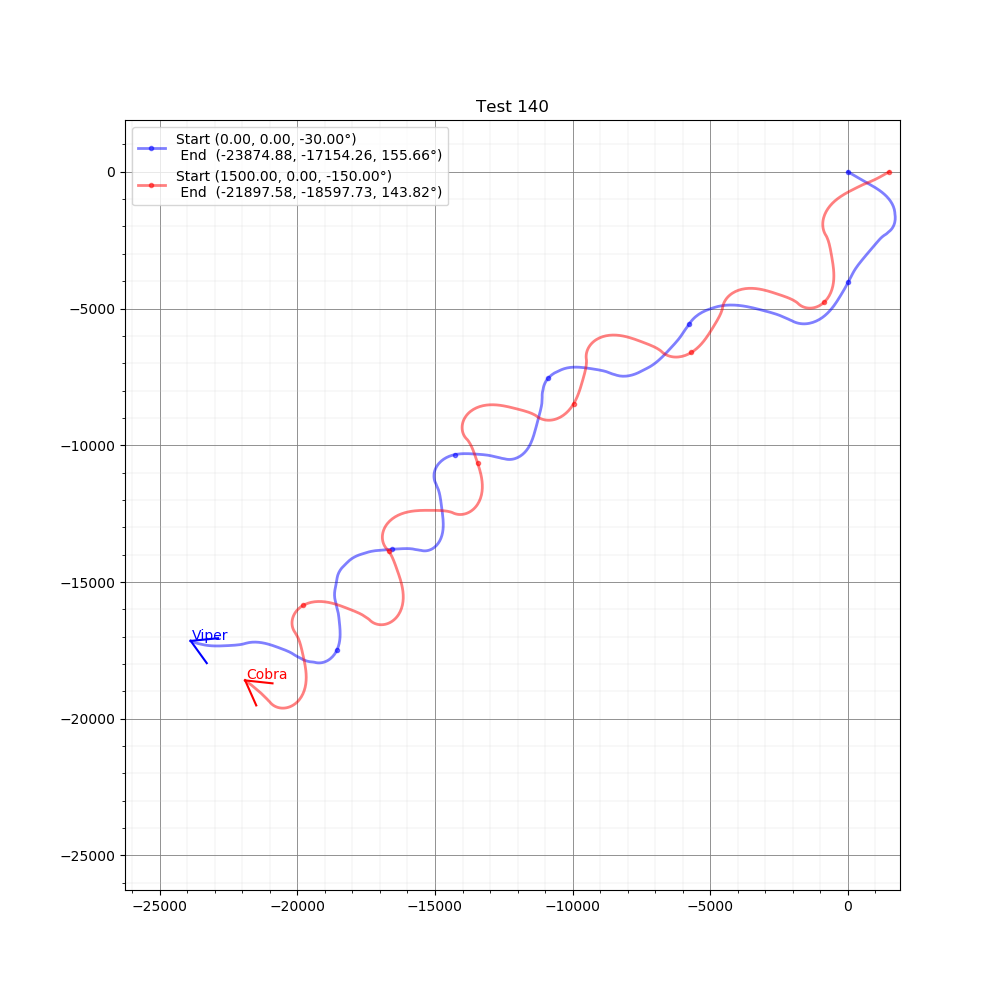 Test 140
Start (0.00, 0.00, -30.00°)
End  (-23874.88, -17154.26, 155.66°)
Start (1500.00, 0.00, -150.00°)
End  (-21897.58, -18597.73, 143.82°)
0
−5000
−10000
−15000
−20000
−25000
Viper
Cobra
−25000 −20000 −15000 −10000 −5000 0